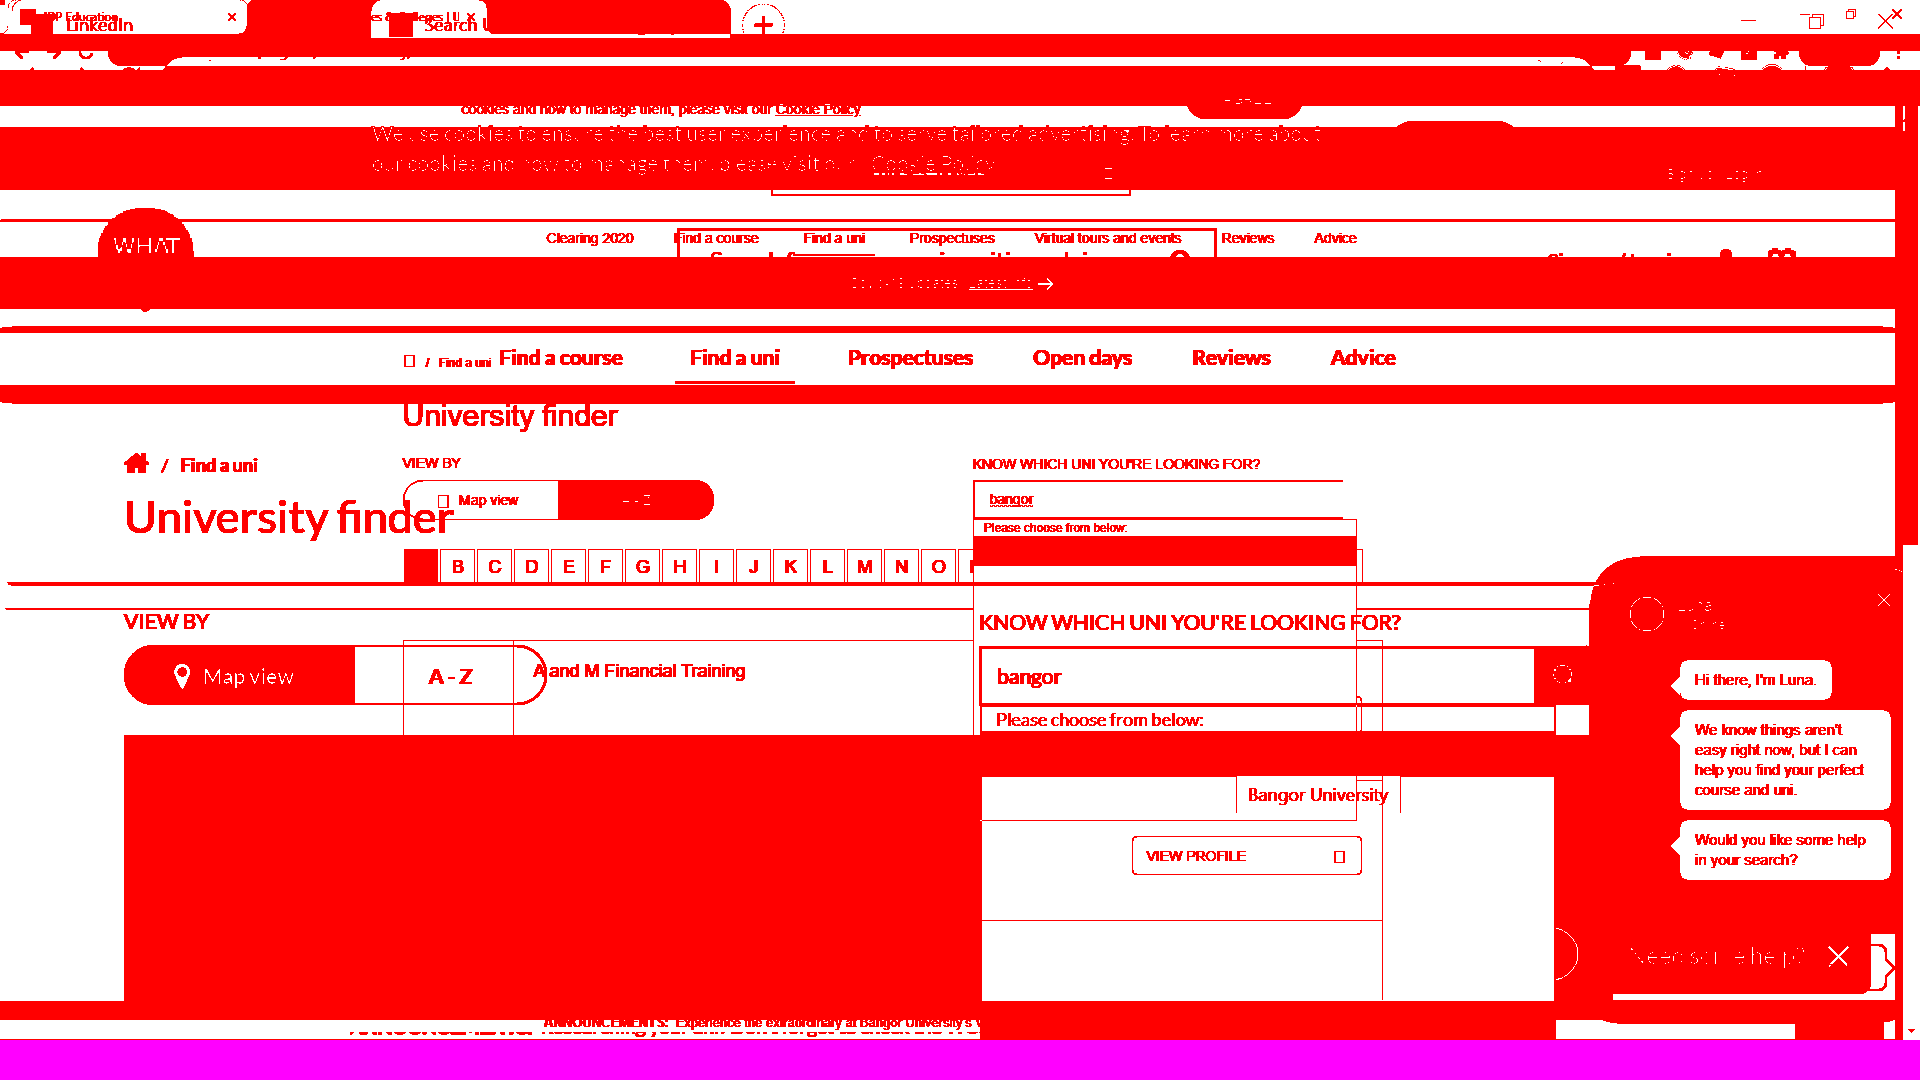 IDP Education
LinkedIn
Search
cookies and how to manage them, please visit our Cookie Policy
We use cookies to ensure the best user experience and to serve tailored advertising. To learn more about
our cookies and how to manage them please visit our Cookie Policy
WHAT
Clearing 2020 Find a course Find a uni Prospectuses Virtual tours and events Reviews Advice
Latest info →
/ Find a uni
Find a course Find a uni Prospectuses Open days Reviews Advice
University finder
/ Find a uni
VIEW BY
KNOW WHICH UNI YOU'RE LOOKING FOR?
Map view A - Z
bangor
University finder
Please choose from below:
B C D E F G H I J K L M N O
VIEW BY
KNOW WHICH UNI YOU'RE LOOKING FOR?
Map view A - Z
A and M Financial Training
bangor
Please choose from below:
Bangor University
VIEW PROFILE
Luna
Online
Hi there, I'm Luna.
We know things aren't
easy right now, but I can
help you find your perfect
course and uni.
Would you like some help
in your search?
Need some help?
ANNOUNCEMENTS: Experience the extraordinary at Bangor University's